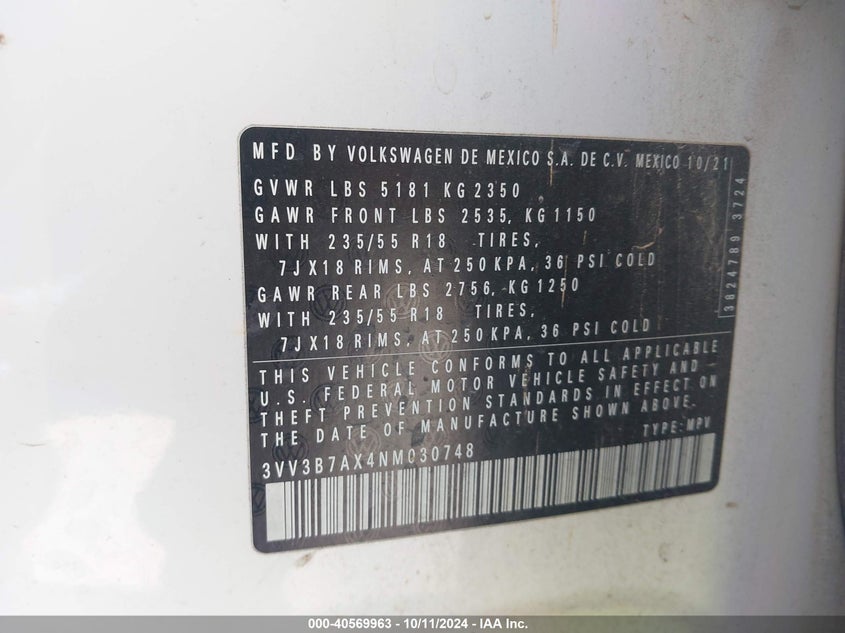 MFD BY VOLKSWAGEN DE MEXICO S.A. DE C.V. MEXICO 10/21
GVWR LBS 5181 KG 2350
GAWR FRONT LBS 2535, KG 1150
WITH 235/55 R18 TIRES,
7JX18 RIMS, AT 250 KPA, 36 PSI COLD
GAWR REAR LBS 2756, KG 1250
WITH 235/55 R18 TIRES,
7JX18 RIMS, AT 250 KPA, 36 PSI COLD
THIS VEHICLE CONFORMS TO ALL APPLICABLE
U.S. FEDERAL MOTOR VEHICLE SAFETY AND
THEFT PREVENTION STANDARDS IN EFFECT ON
THE DATE OF MANUFACTURE SHOWN ABOVE.
TYPE: MPV
3VV3B7AX4NM030748
3824789 3724
000-40569963 - 10/11/2024 - IAA Inc.